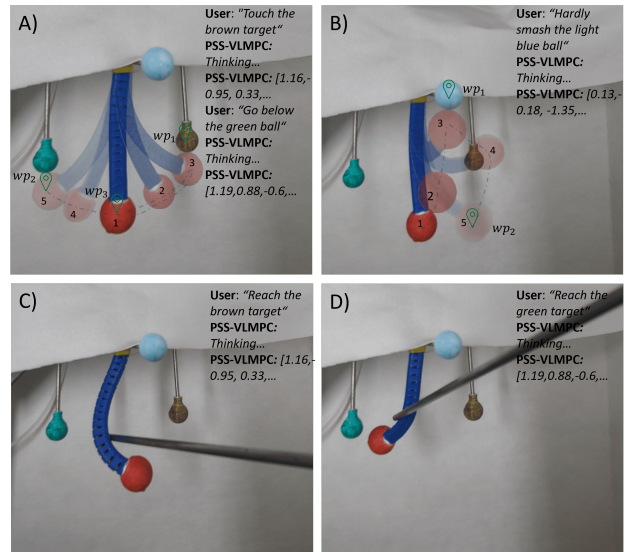 A)
User: "Touch the
brown target"
PSS-VLMPC:
Thinking...
PSS-VLMPC: [1.16,-
0.95, 0.33,...
User: "Go below
the green ball"
PSS-VLMPC:
Thinking...
PSS-VLMPC:
[1.19,0.88,-0.6,...
wp1
wp2
wp3
1
2
3
4
5
B)
User: "Hardly
smash the light
blue ball"
PSS-VLMPC:
Thinking...
PSS-VLMPC: [0.13,-
0.18, -1.35,...
wp1
3
4
2
1
5
wp2
C)
User: "Reach the
brown target"
PSS-VLMPC:
Thinking...
PSS-VLMPC: [1.16,-
0.95, 0.33,...
D)
User: "Reach the
green target"
PSS-VLMPC:
Thinking...
PSS-VLMPC:
[1.19,0.88,-0.6,...